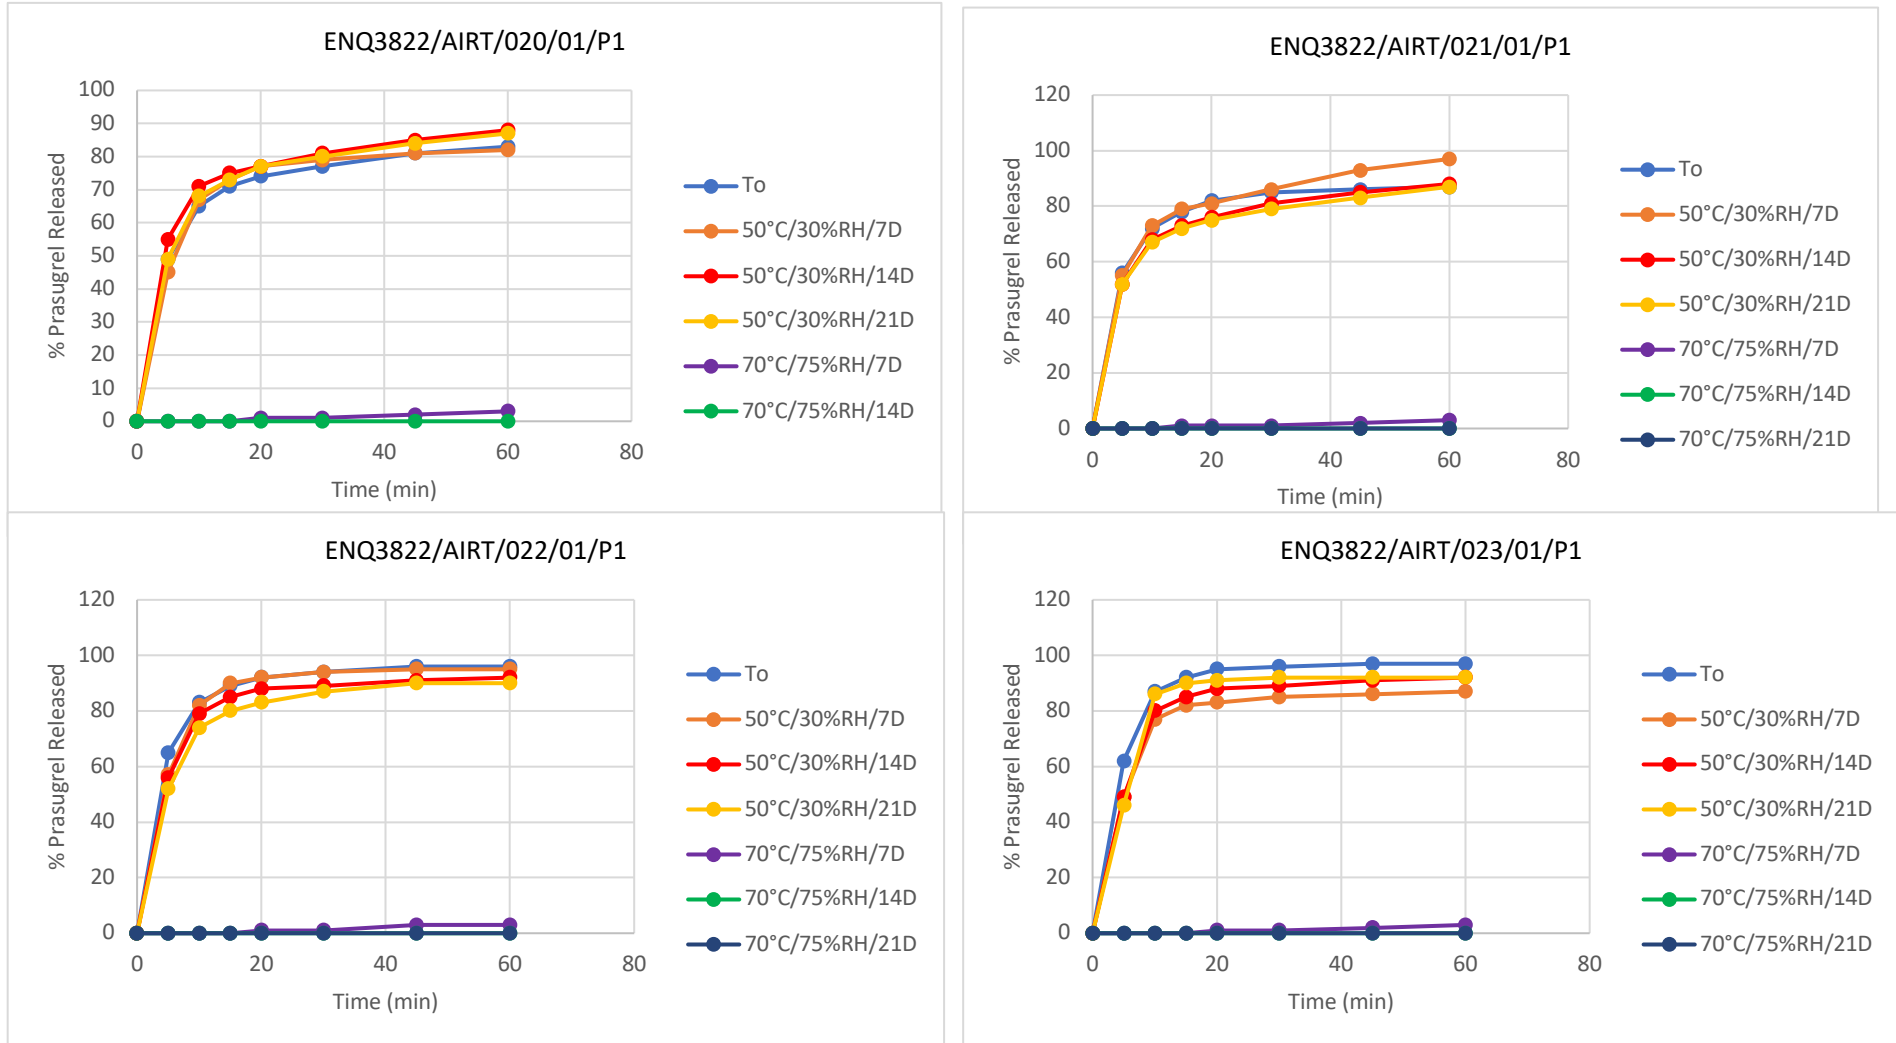 ENQ3822/AIRT/020/01/P1
% Prasugrel Released
100
90
80
70
60
50
40
30
20
10
0
0 20 40 60 80
Time (min)
To
50°C/30%RH/7D
50°C/30%RH/14D
50°C/30%RH/21D
70°C/75%RH/7D
70°C/75%RH/14D
ENQ3822/AIRT/021/01/P1
% Prasugrel Released
120
100
80
60
40
20
0
0 20 40 60 80
Time (min)
To
50°C/30%RH/7D
50°C/30%RH/14D
50°C/30%RH/21D
70°C/75%RH/7D
70°C/75%RH/14D
70°C/75%RH/21D
ENQ3822/AIRT/022/01/P1
% Prasugrel Released
120
100
80
60
40
20
0
0 20 40 60 80
Time (min)
To
50°C/30%RH/7D
50°C/30%RH/14D
50°C/30%RH/21D
70°C/75%RH/7D
70°C/75%RH/14D
70°C/75%RH/21D
ENQ3822/AIRT/023/01/P1
% Prasugrel Released
120
100
80
60
40
20
0
0 20 40 60 80
Time (min)
To
50°C/30%RH/7D
50°C/30%RH/14D
50°C/30%RH/21D
70°C/75%RH/7D
70°C/75%RH/14D
70°C/75%RH/21D